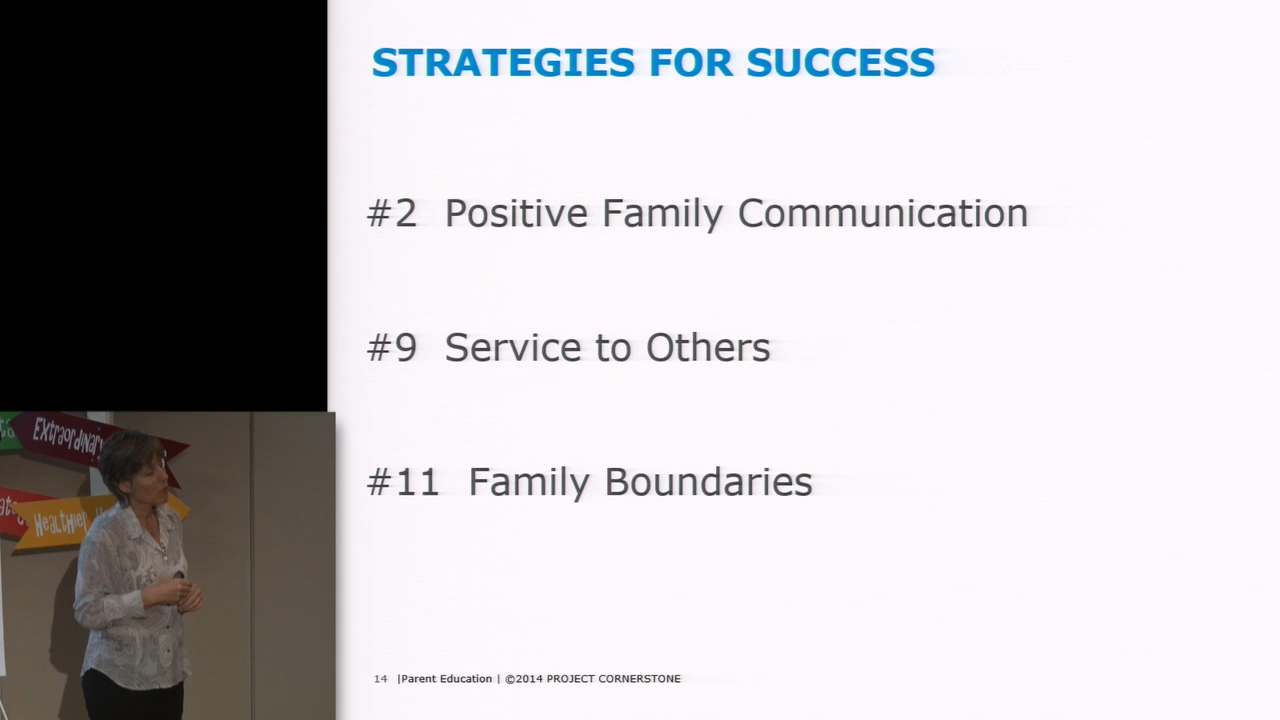 STRATEGIES FOR SUCCESS
#2 Positive Family Communication
#9 Service to Others
#11 Family Boundaries
14 |Parent Education | ©2014 PROJECT CORNERSTONE
Healthier